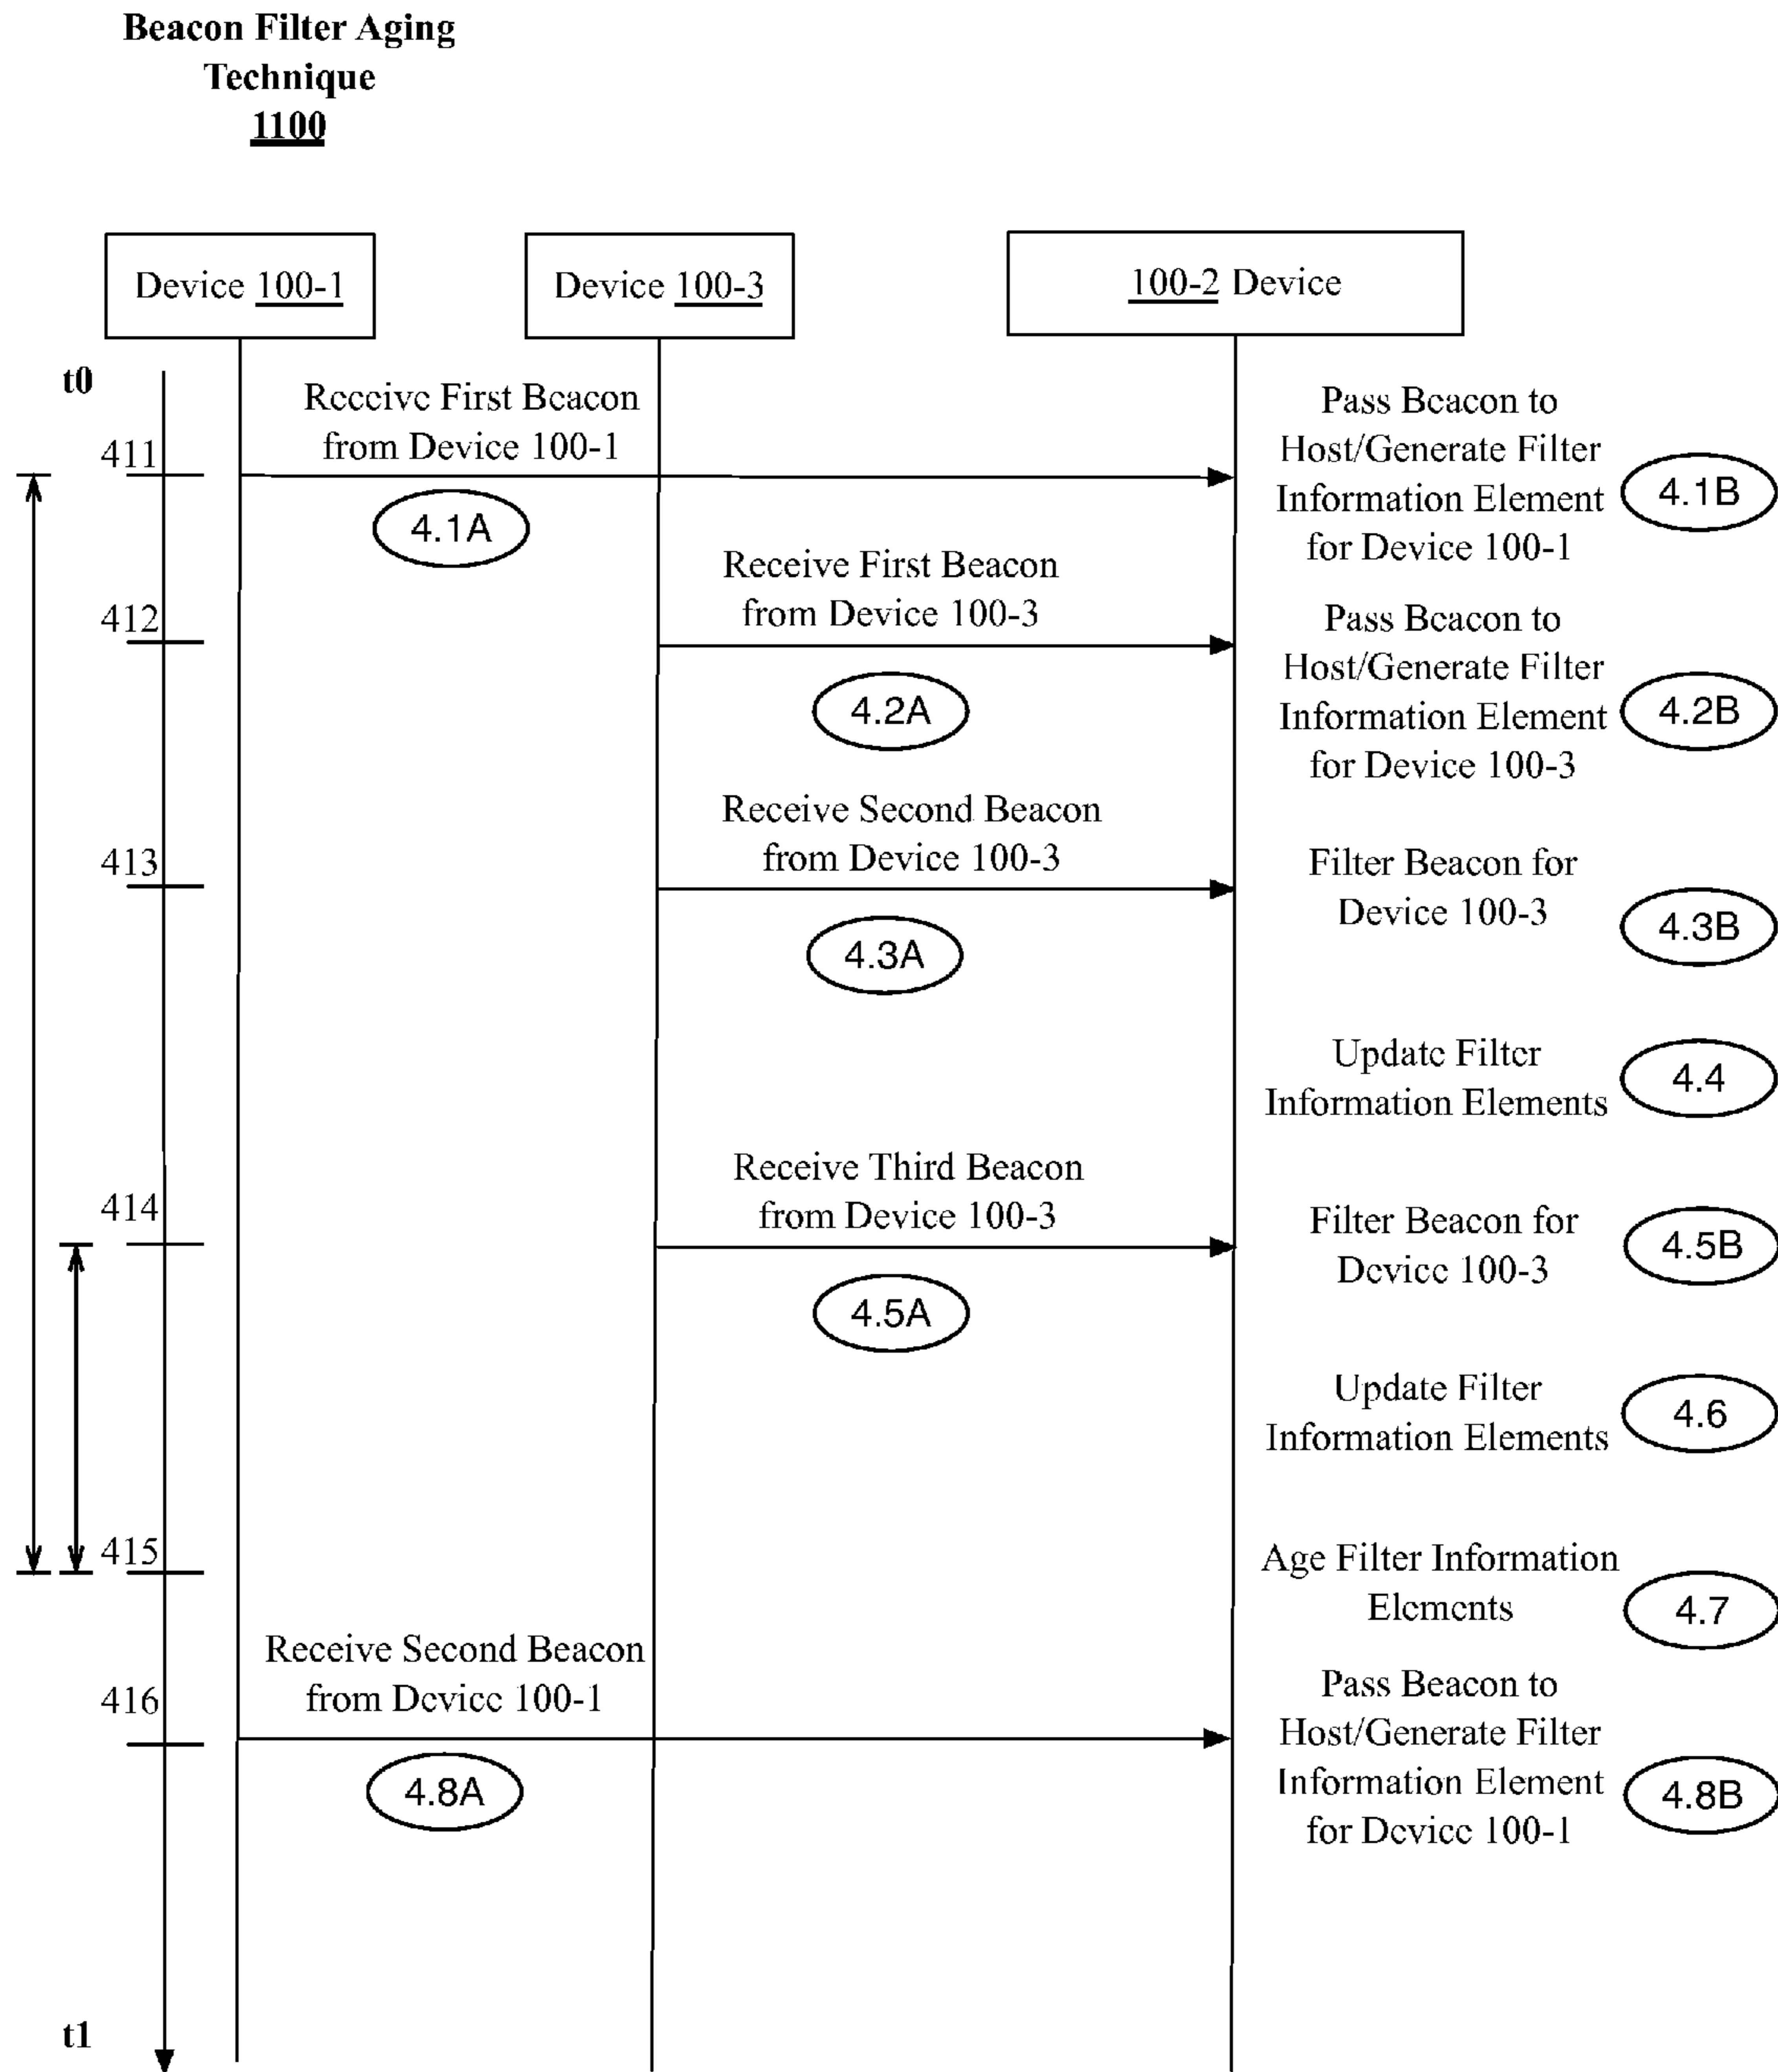 Beacon Filter Aging
Technique
1100
Device 100-1
Device 100-3
100-2 Device
t0
Receive First Beacon
from Device 100-1
411
4.1A
Pass Beacon to
Host/Generate Filter
Information Element
for Device 100-1
4.1B
Receive First Beacon
from Device 100-3
412
4.2A
Pass Beacon to
Host/Generate Filter
Information Element
for Device 100-3
4.2B
Receive Second Beacon
from Device 100-3
413
4.3A
Filter Beacon for
Device 100-3
4.3B
Update Filter
Information Elements
4.4
Receive Third Beacon
from Device 100-3
414
4.5A
Filter Beacon for
Device 100-3
4.5B
Update Filter
Information Elements
4.6
415
Age Filter Information
Elements
4.7
Receive Second Beacon
from Device 100-1
416
4.8A
Pass Beacon to
Host/Generate Filter
Information Element
for Device 100-1
4.8B
t1